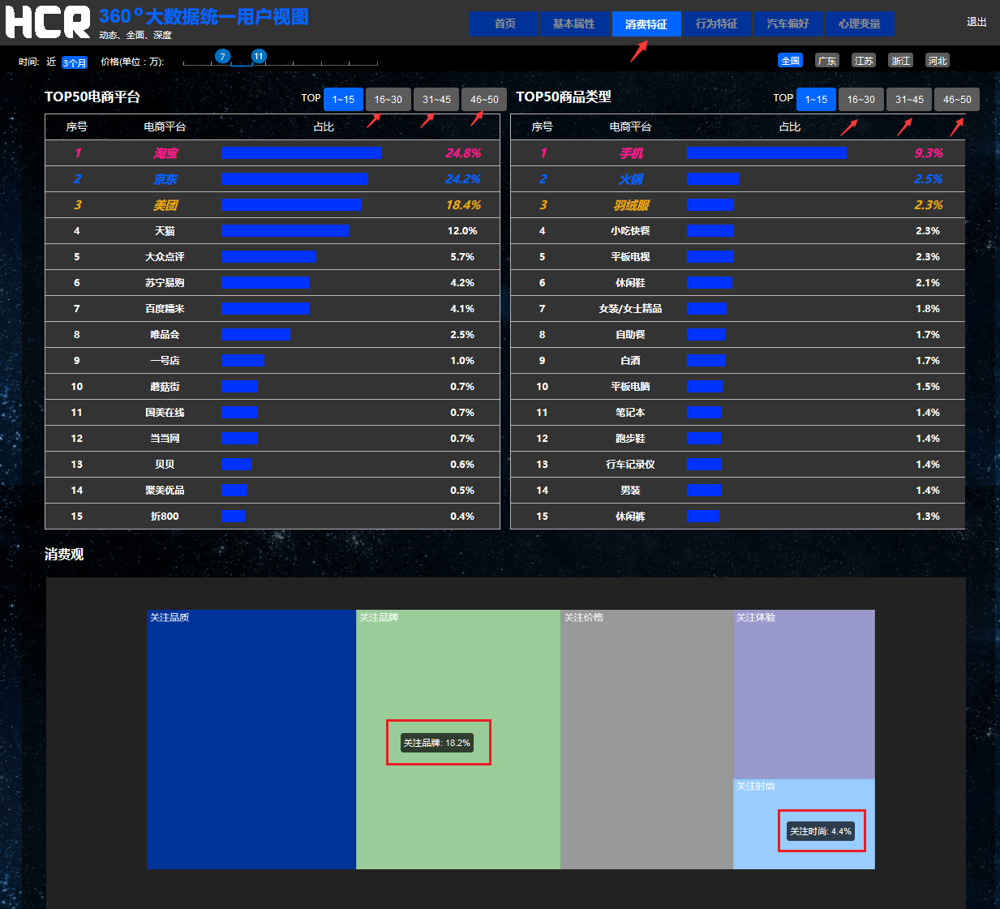 HCR
360°大数据统一用户视图
动态、全面、深度
首页 基本属性 消费特征 行为特征 汽车偏好 心理变量
退出
时间: 近 3个月 价格(单位：万): 7 11
全国 广东 江苏 浙江 河北
TOP50电商平台 TOP 1~15 16~30 31~45 46~50
序号 电商平台 占比
1 淘宝 24.8%
2 京东 24.2%
3 美团 18.4%
4 天猫 12.0%
5 大众点评 5.7%
6 苏宁易购 4.2%
7 百度糯米 4.1%
8 唯品会 2.5%
9 一号店 1.0%
10 蘑菇街 0.7%
11 国美在线 0.7%
12 当当网 0.7%
13 贝贝 0.6%
14 聚美优品 0.5%
15 折800 0.4%
TOP50商品类型 TOP 1~15 16~30 31~45 46~50
序号 电商平台 占比
1 手机 9.3%
2 火锅 2.5%
3 羽绒服 2.3%
4 小吃快餐 2.3%
5 平板电视 2.3%
6 休闲鞋 2.1%
7 女装/女士精品 1.8%
8 自助餐 1.7%
9 白酒 1.7%
10 平板电脑 1.5%
11 笔记本 1.4%
12 跑步鞋 1.4%
13 行车记录仪 1.4%
14 男装 1.4%
15 休闲裤 1.3%
消费观
关注品质 关注品牌 关注价格 关注体验
关注品牌: 18.2%
关注时尚
关注时尚: 4.4%